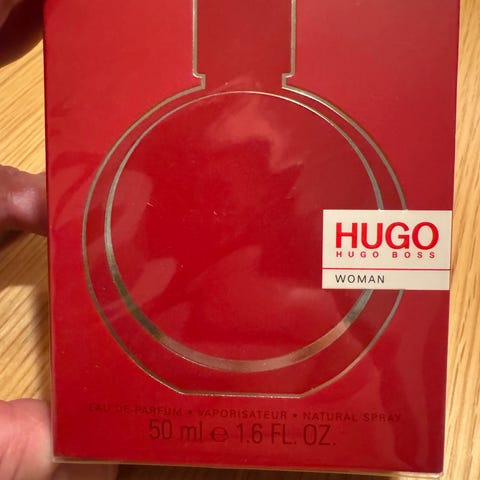 HUGO
HUGO BOSS
WOMAN
EAU DE PARFUM • VAPORISATEUR • NATURAL SPRAY
50 ml ℮ 1.6 FL. OZ.